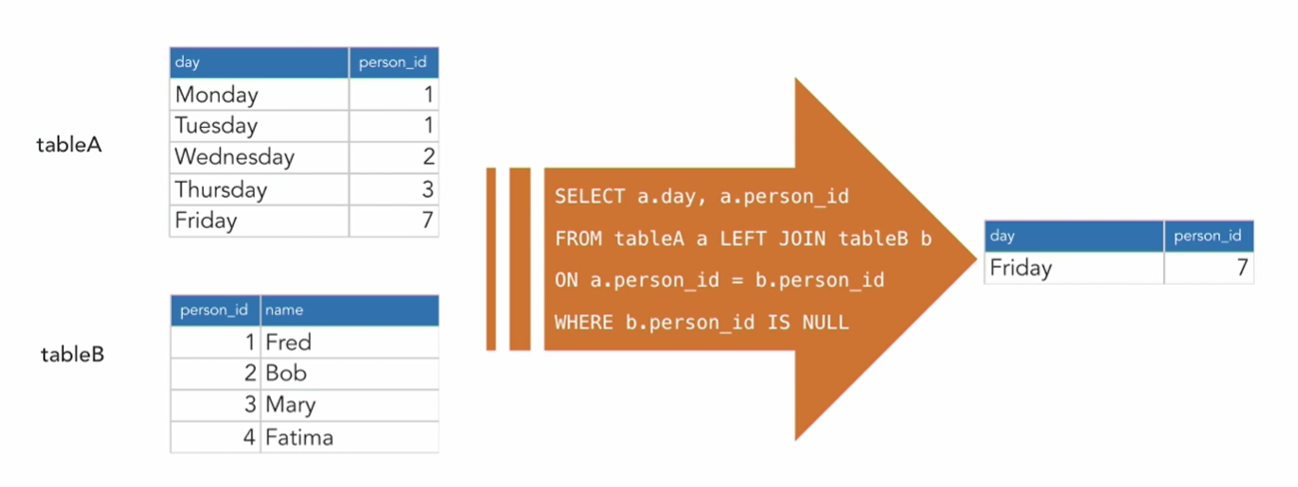 tableA
day person_id
Monday 1
Tuesday 1
Wednesday 2
Thursday 3
Friday 7
tableB
person_id name
1 Fred
2 Bob
3 Mary
4 Fatima
SELECT a.day, a.person_id
FROM tableA a LEFT JOIN tableB b
ON a.person_id = b.person_id
WHERE b.person_id IS NULL
day person_id
Friday 7